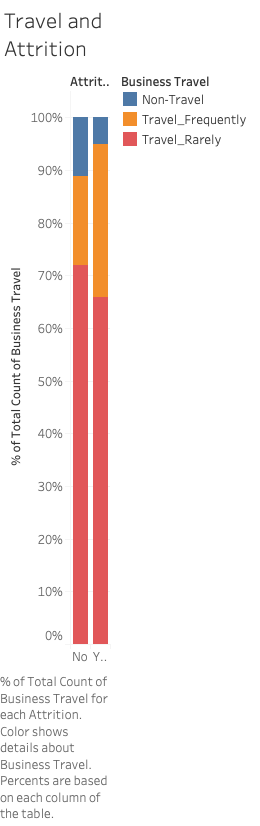 Travel and
Attrition
Attrit.. Business Travel
Non-Travel
Travel_Frequently
Travel_Rarely
100%
90%
80%
70%
60%
50%
40%
30%
20%
10%
0%
% of Total Count of Business Travel
No Y..
% of Total Count of
Business Travel for
each Attrition.
Color shows
details about
Business Travel.
Percents are based
on each column of
the table.